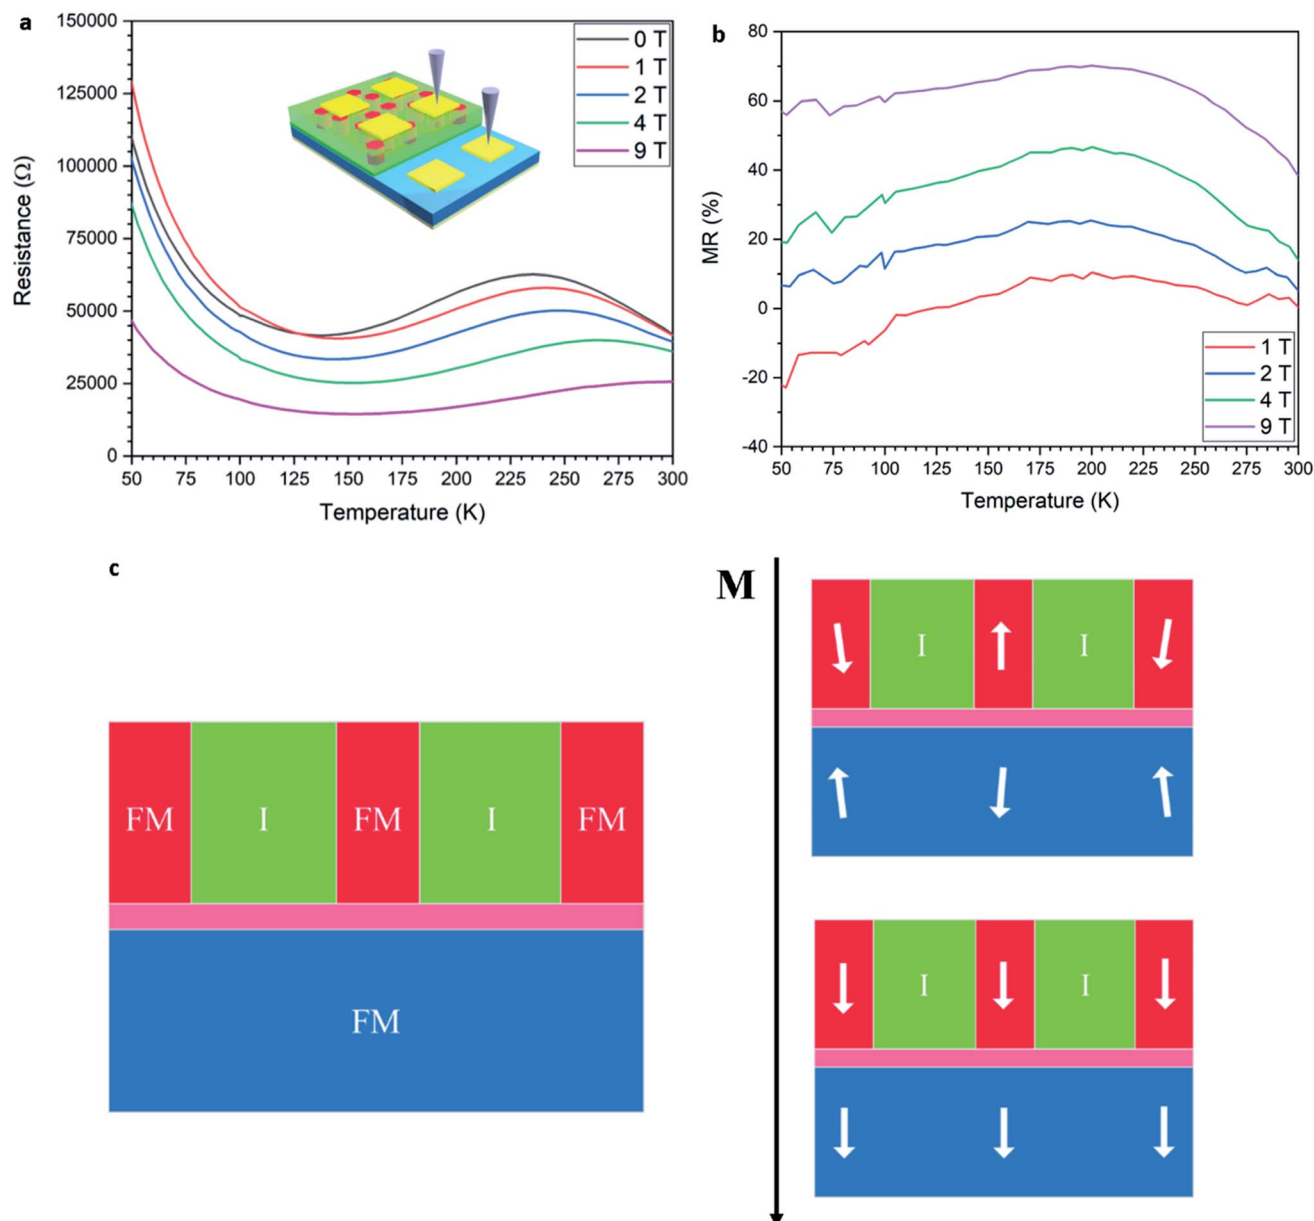 a
150000
125000
100000
75000
50000
25000
0
Resistance (Ω)
50 75 100 125 150 175 200 225 250 275 300
Temperature (K)
0 T
1 T
2 T
4 T
9 T
b
80
60
40
20
0
-20
-40
MR (%)
50 75 100 125 150 175 200 225 250 275 300
Temperature (K)
1 T
2 T
4 T
9 T
c
FM I FM I FM
FM
M
I I
I I